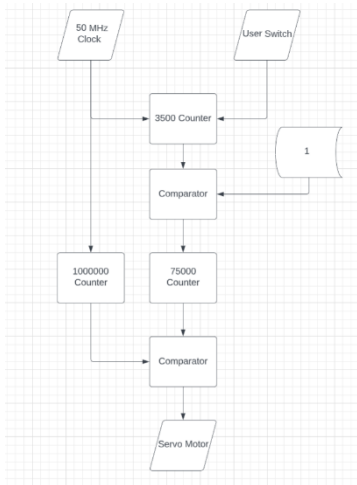 50 MHz
Clock
User Switch
3500 Counter
1
Comparator
1000000
Counter
75000
Counter
Comparator
Servo Motor